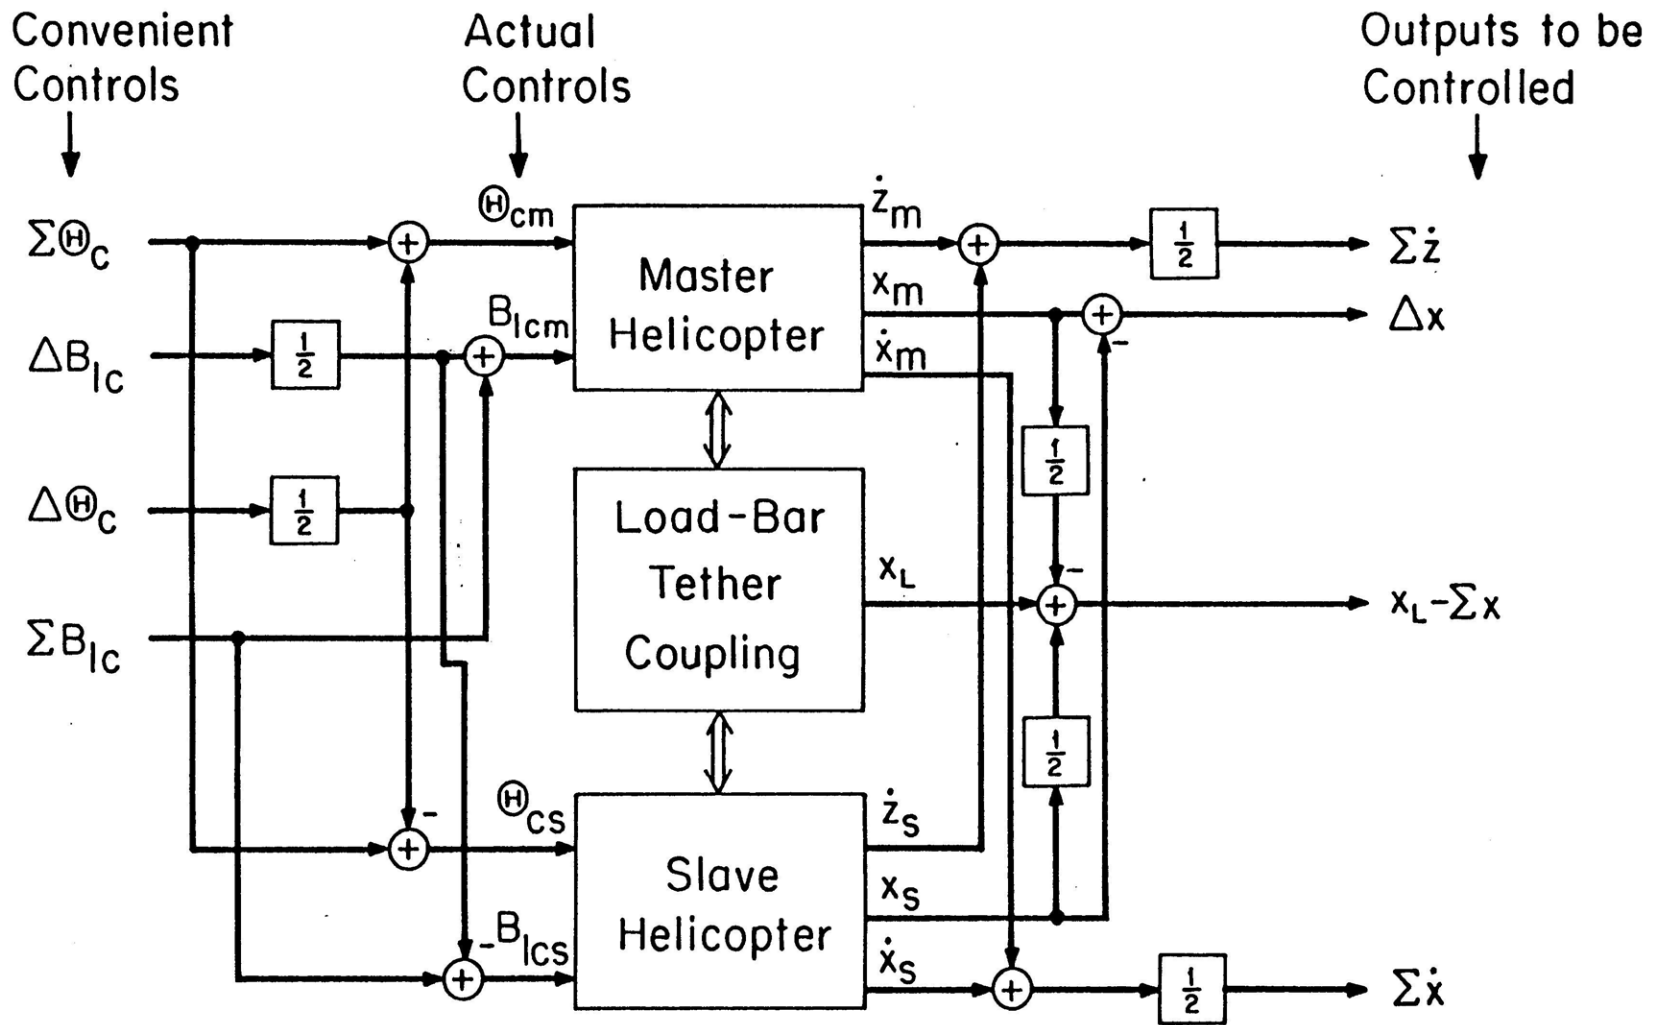 Convenient
Controls
Actual
Controls
Outputs to be
Controlled
ΣΘc
ΔB1c
ΔΘc
ΣB1c
1/2
1/2
+
+
+
+
-
-
Θcm
B1cm
Θcs
B1cs
Master
Helicopter
Load-Bar
Tether
Coupling
Slave
Helicopter
żm
xm
ẋm
xL
żs
xs
ẋs
+
+
-
1/2
-
+
1/2
+
1/2
1/2
Σż
Δx
xL-Σx
Σẋ